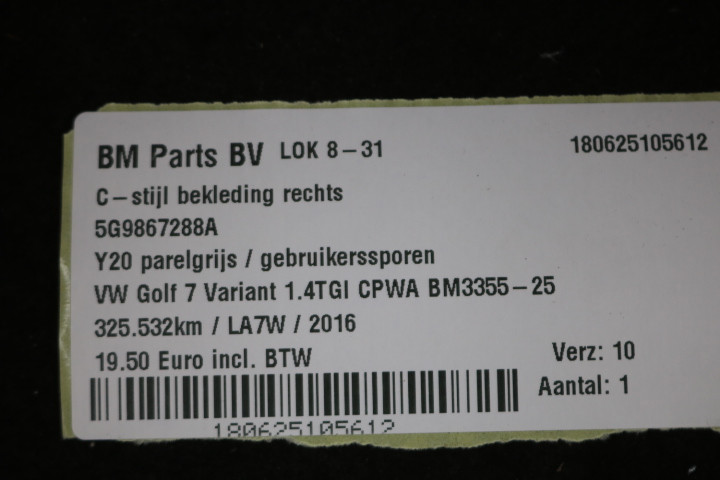 BM Parts BV LOK 8-31 180625105612
C-stijl bekleding rechts
5G9867288A
Y20 parelgrijs / gebruikerssporen
VW Golf 7 Variant 1.4TGI CPWA BM3355-25
325.532km / LA7W / 2016
19.50 Euro incl. BTW Verz: 10
Aantal: 1
180625105612